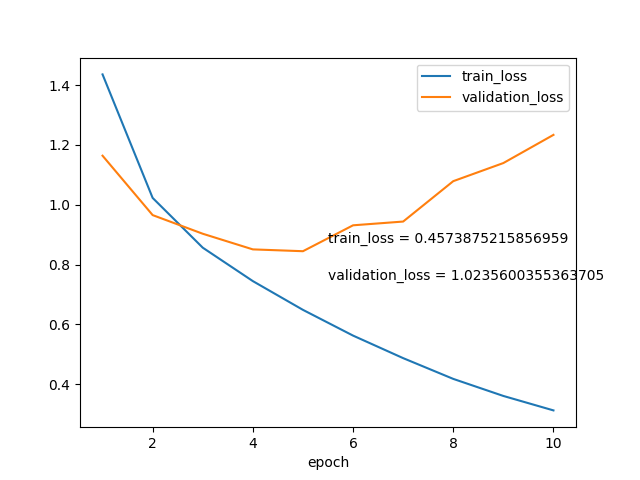 train_loss
validation_loss
1.4
1.2
1.0
0.8
0.6
0.4
train_loss = 0.4573875215856959
validation_loss = 1.0235600355363705
2
4
6
8
10
epoch